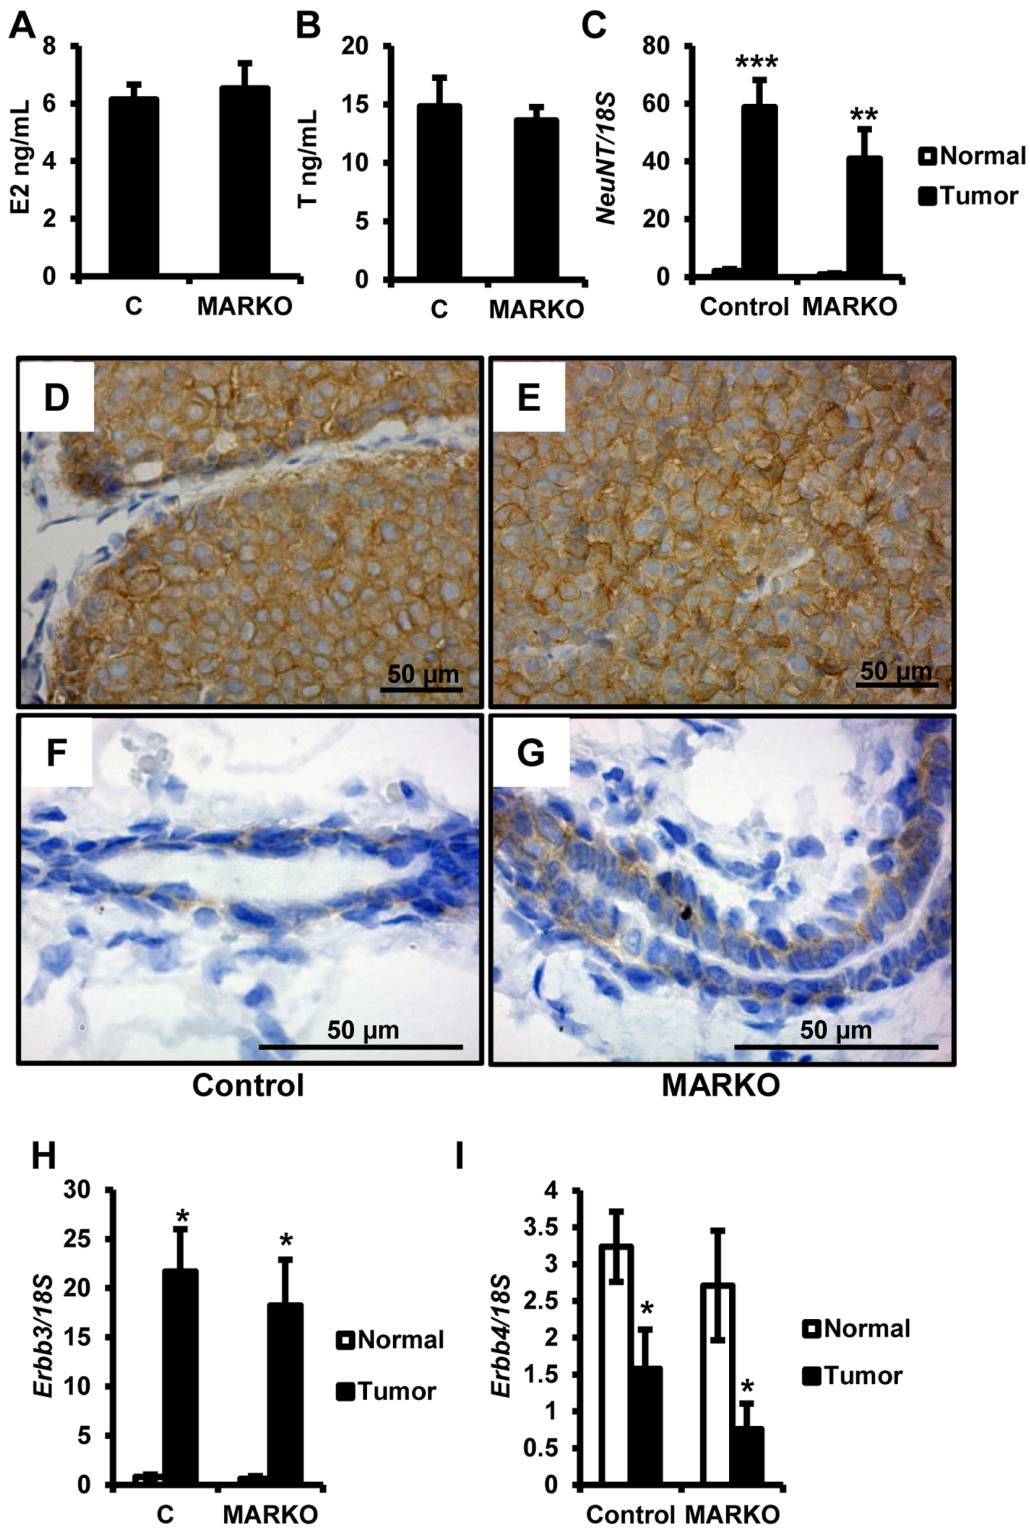 A
E2 ng/mL
8
6
4
2
0
C
MARKO
B
T ng/mL
20
15
10
5
0
C
MARKO
C
NeuNT/18S
80
60
40
20
0
***
**
Control
MARKO
Normal
Tumor
D
50 µm
E
50 µm
F
50 µm
G
50 µm
Control
MARKO
H
Erbb3/18S
30
25
20
15
10
5
0
*
*
C
MARKO
Normal
Tumor
I
Erbb4/18S
4
3.5
3
2.5
2
1.5
1
0.5
0
*
*
Control
MARKO
Normal
Tumor